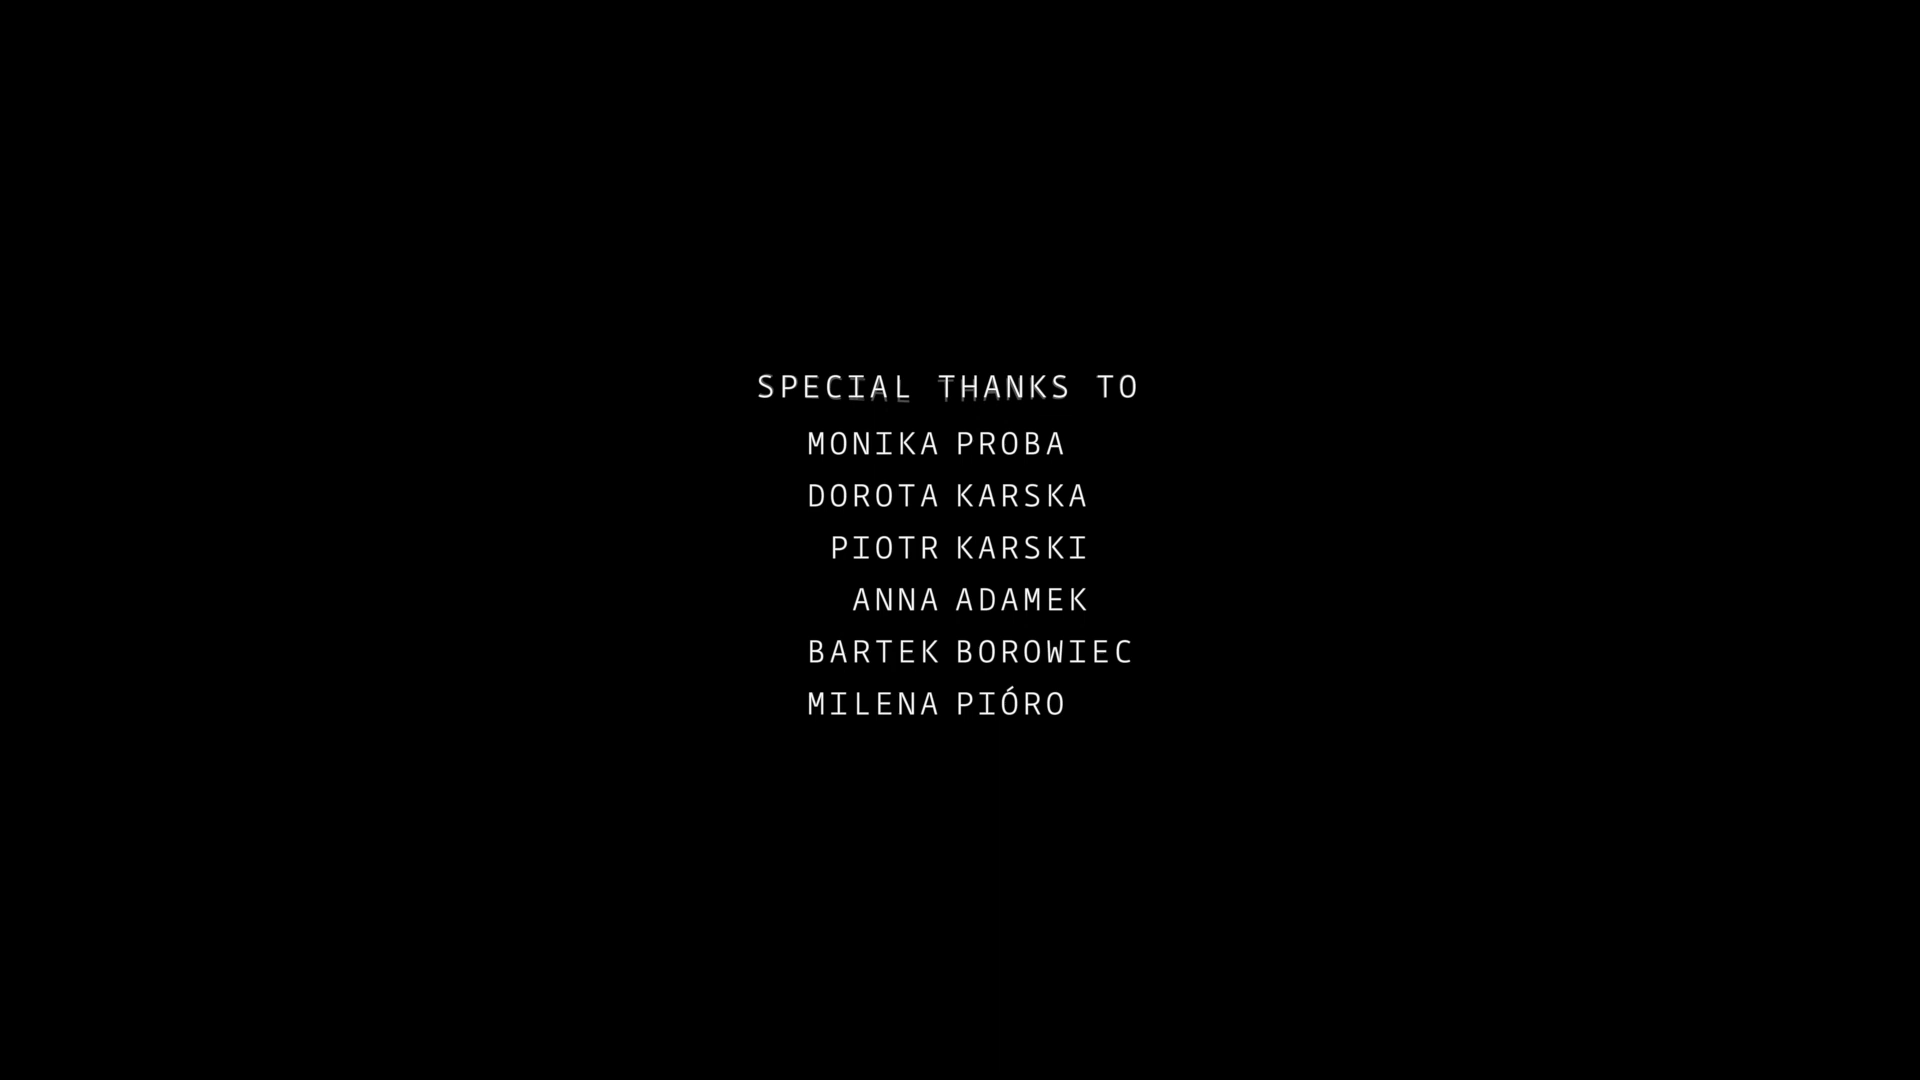 SPECIAL THANKS TO
MONIKA PROBA
DOROTA KARSKA
PIOTR KARSKI
ANNA ADAMEK
BARTEK BOROWIEC
MILENA PIÓRO